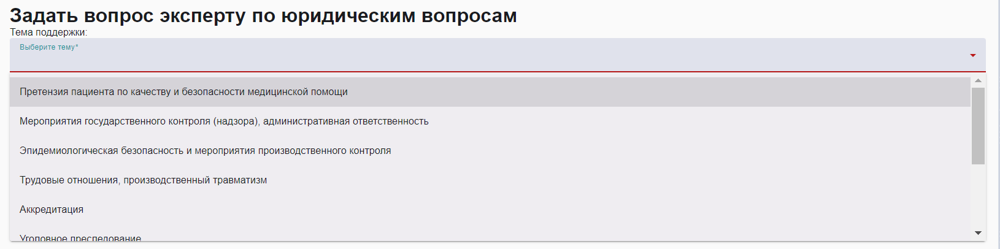 Задать вопрос эксперту по юридическим вопросам
Тема поддержки:
Выберите тему*
Претензия пациента по качеству и безопасности медицинской помощи
Мероприятия государственного контроля (надзора), административная ответственность
Эпидемиологическая безопасность и мероприятия производственного контроля
Трудовые отношения, производственный травматизм
Аккредитация
Уголовное преследование